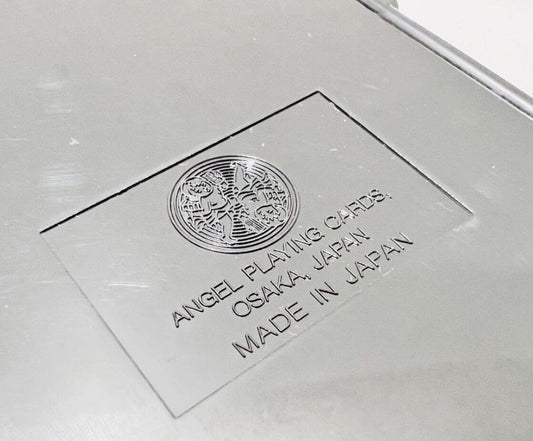 ANGEL PLAYING CARDS.
OSAKA, JAPAN
MADE IN JAPAN